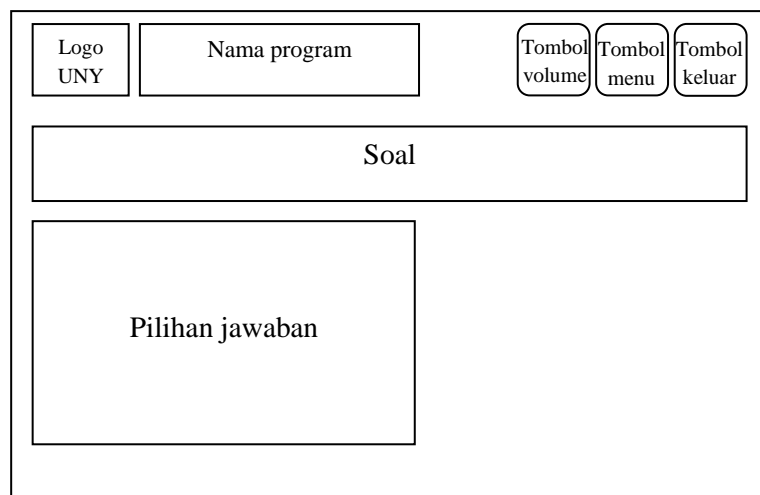 Logo
UNY
Nama program
Tombol
volume
Tombol
menu
Tombol
keluar
Soal
Pilihan jawaban